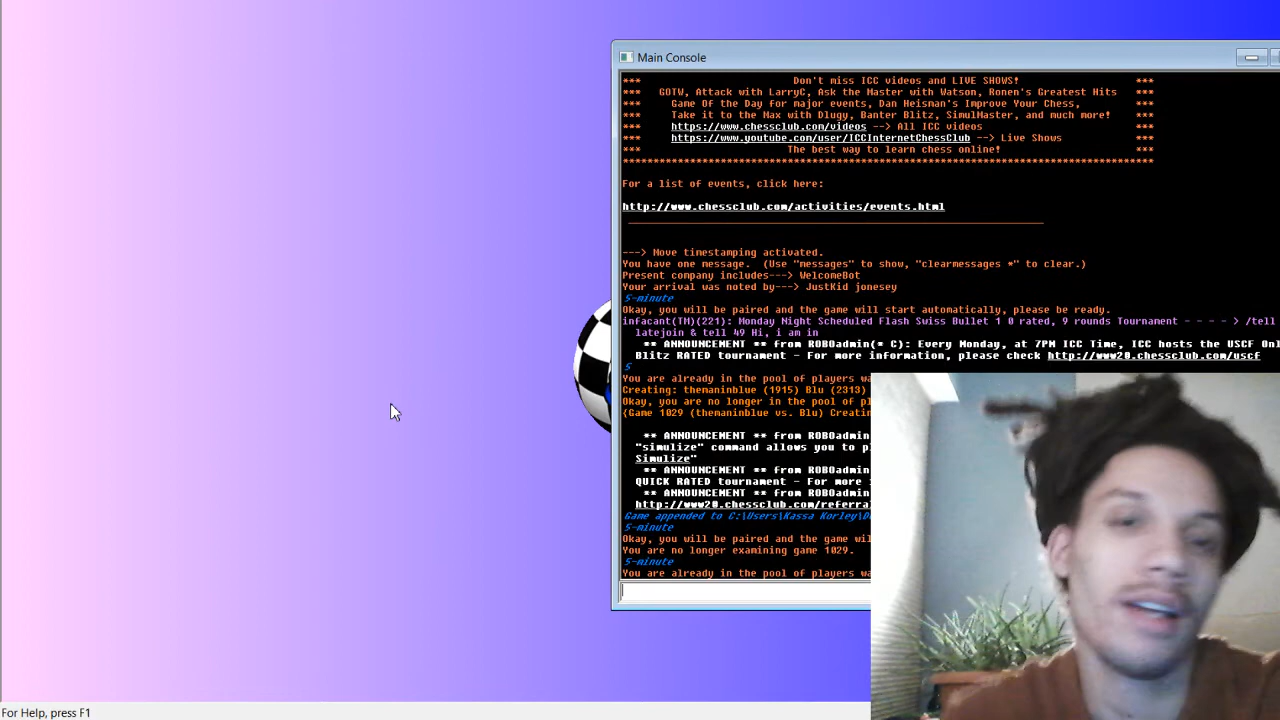 Main Console
*** Don't miss ICC videos and LIVE SHOWS! ***
*** GOTW, Attack with LarryC, Ask the Master with Watson, Ronen's Greatest Hits ***
*** Game Of the Day for major events, Dan Heisman's Improve Your Chess, ***
*** Take it to the Max with Dlugy, Banter Blitz, SimulMaster, and much more! ***
*** https://www.chessclub.com/videos --> All ICC videos ***
*** https://www.youtube.com/user/ICCInternetChessClub --> Live Shows ***
*** The best way to learn chess online! ***
For a list of events, click here:
http://www.chessclub.com/activities/events.html
---> Move timestamping activated.
You have one message. (Use "messages" to show, "clearmessages *" to clear.)
Present company includes---> WelcomeBot
Your arrival was noted by---> JustKid jonesey
5-minute
Okay, you will be paired and the game will start automatically, please be ready.
infacant(TM)(221): Monday Night Scheduled Flash Swiss Bullet 1 0 rated, 9 rounds Tournament - - - - > /tell
latejoin & tell 49 Hi, i am in
** ANNOUNCEMENT ** from ROBOadmin(* C): Every Monday, at 7PM ICC Time, ICC hosts the USCF Onl
Blitz RATED tournament - For more information, please check http://www20.chessclub.com/uscf
5
You are already in the pool of players wa
Creating: themaninblue (1915) Blu (2313)
Okay, you are no longer in the pool of p
{Game 1029 (themaninblue vs. Blu) Creatin
** ANNOUNCEMENT ** from ROBOadmin
"simulize" command allows you to p
Simulize"
** ANNOUNCEMENT ** from ROBOadmin
QUICK RATED tournament - For more
** ANNOUNCEMENT ** from ROBOadmin
http://www20.chessclub.com/referra
Game appended to C:\Users\Kassa Korley\D
5-minute
Okay, you will be paired and the game wil
You are no longer examining game 1029.
5-minute
You are already in the pool of players wa
For Help, press F1